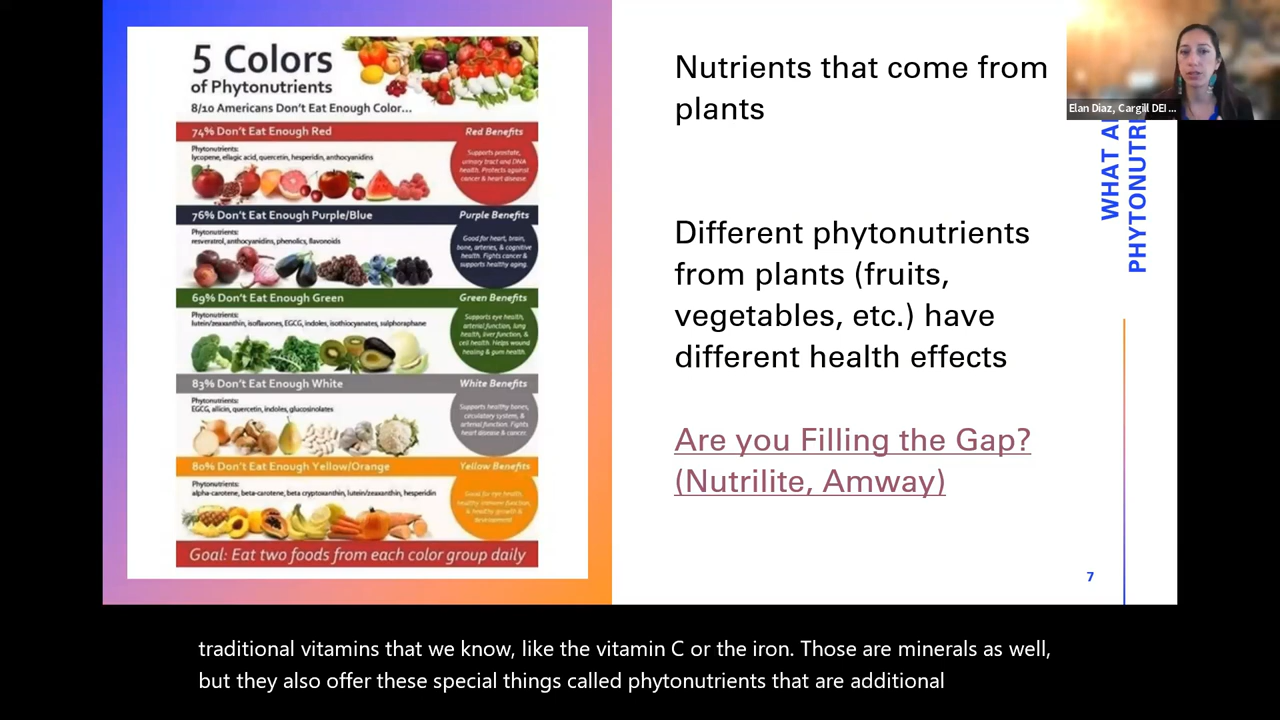 5 Colors
of Phytonutrients
8/10 Americans Don't Eat Enough Color...
74% Don't Eat Enough Red
Red Benefits
Phytonutrients:
lycopene, ellagic acid, quercetin, hesperidin, anthocyanidins
Supports prostate,
urinary tract and DNA
health. Protects against
cancer & heart disease.
76% Don't Eat Enough Purple/Blue
Purple Benefits
Phytonutrients:
resveratrol, anthocyanidins, phenolics, flavonoids
Good for heart, brain,
bone, arteries, & cognitive
health. Fights cancer &
supports healthy aging.
69% Don't Eat Enough Green
Green Benefits
Phytonutrients:
lutein/zeaxanthin, isoflavones, EGCG, indoles, isothiocyanates, sulphoraphane
Supports eye health,
arterial function, lung
health, liver function, &
cell health. Helps wound
healing & gum health.
83% Don't Eat Enough White
White Benefits
Phytonutrients:
EGCG, allicin, quercetin, indoles, glucosinolates
Supports healthy bones,
circulatory system, &
arterial function. Fights
heart disease & cancer.
80% Don't Eat Enough Yellow/Orange
Yellow Benefits
Phytonutrients:
alpha-carotene, beta-carotene, beta cryptoxanthin, lutein/zeaxanthin, hesperidin
Good for eye health,
healthy immune function,
& healthy growth &
development.
Goal: Eat two foods from each color group daily
Nutrients that come from
plants
Different phytonutrients
from plants (fruits,
vegetables, etc.) have
different health effects
Are you Filling the Gap?
(Nutrilite, Amway)
WHAT A
PHYTONUTR
7
Elan Diaz, Cargill DEI ...
traditional vitamins that we know, like the vitamin C or the iron. Those are minerals as well,
but they also offer these special things called phytonutrients that are additional